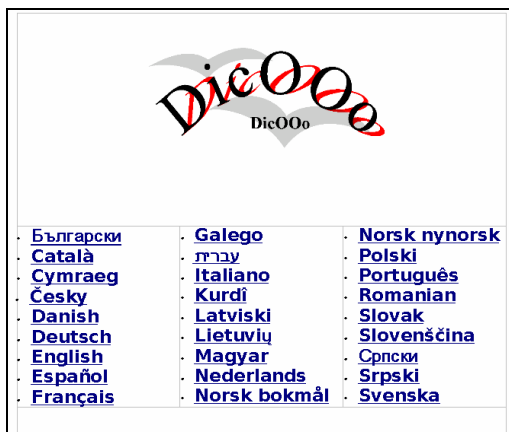 DicOOo
DicOOo
Български
Català
Cymraeg
Česky
Danish
Deutsch
English
Español
Français
Galego
עברית
Italiano
Kurdî
Latviski
Lietuvių
Magyar
Nederlands
Norsk bokmål
Norsk nynorsk
Polski
Português
Romanian
Slovak
Slovenščina
Српски
Srpski
Svenska